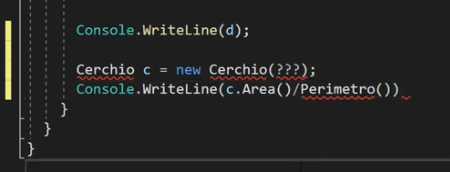 Console.WriteLine(d);
Cerchio c = new Cerchio(???);
Console.WriteLine(c.Area()/Perimetro())
}
}
}